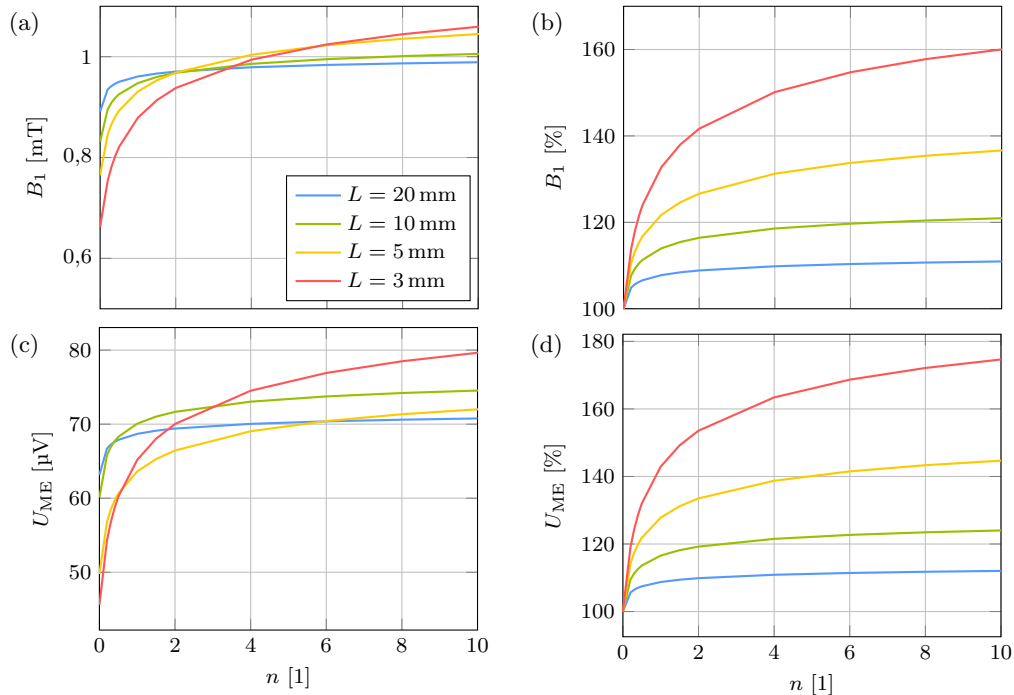 (a)
1
0,8
0,6
B1 [mT]
L = 20 mm
L = 10 mm
L = 5 mm
L = 3 mm
(b)
160
140
120
100
B1 [%]
(c)
80
70
60
50
UME [µV]
0 2 4 6 8 10
n [1]
(d)
180
160
140
120
100
UME [%]
0 2 4 6 8 10
n [1]